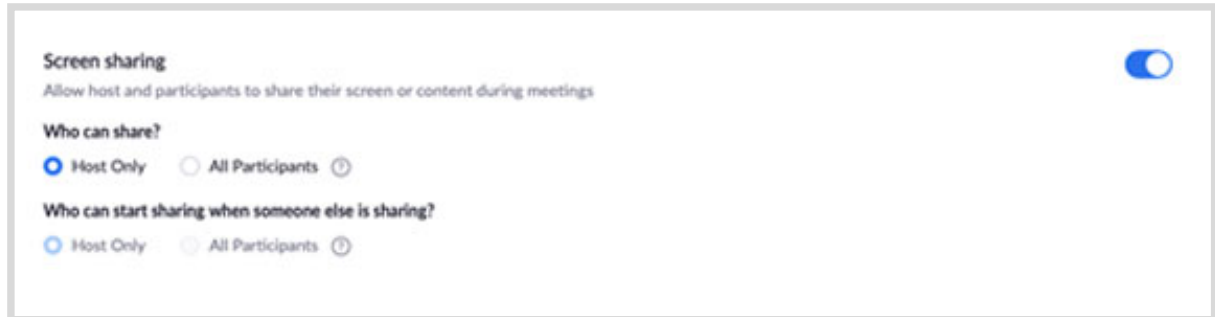 Screen sharing
Allow host and participants to share their screen or content during meetings
Who can share?
Host Only All Participants ?
Who can start sharing when someone else is sharing?
Host Only All Participants ?